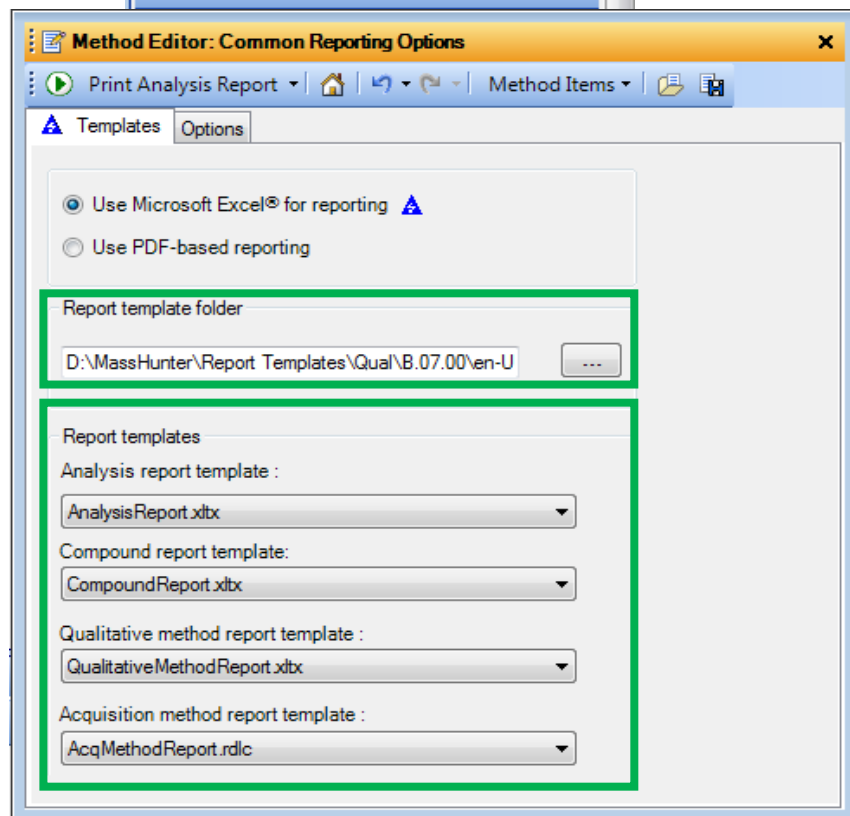 Method Editor: Common Reporting Options
Print Analysis Report Method Items
Templates Options
Use Microsoft Excel® for reporting
Use PDF-based reporting
Report template folder
D:\MassHunter\Report Templates\Qual\B.07.00\en-U
...
Report templates
Analysis report template :
AnalysisReport.xltx
Compound report template:
CompoundReport.xltx
Qualitative method report template :
QualitativeMethodReport.xltx
Acquisition method report template :
AcqMethodReport.rdlc